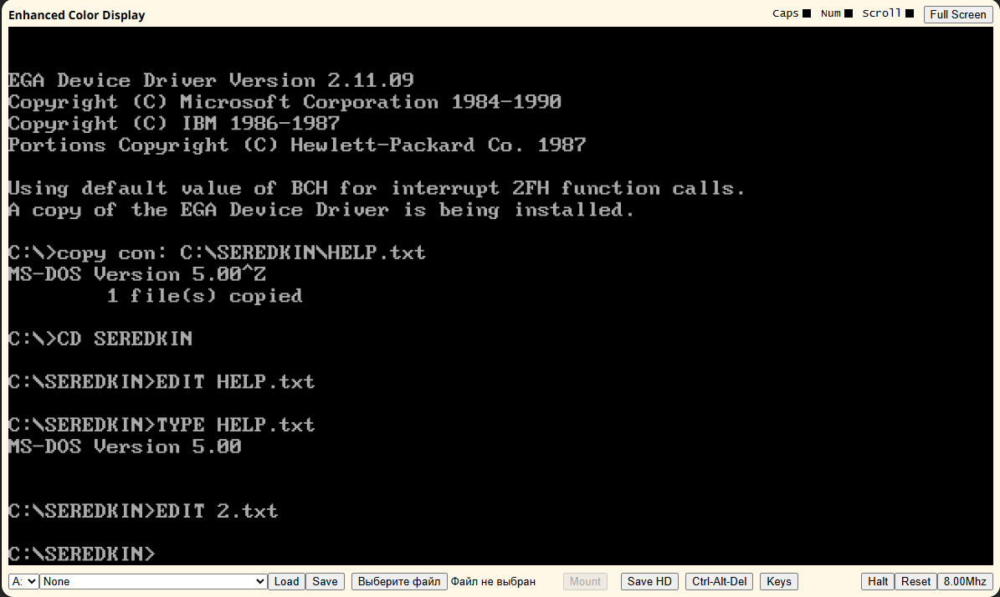 Enhanced Color Display
Caps Num Scroll Full Screen
EGA Device Driver Version 2.11.09
Copyright (C) Microsoft Corporation 1984-1990
Copyright (C) IBM 1986-1987
Portions Copyright (C) Hewlett-Packard Co. 1987
Using default value of BCH for interrupt 2FH function calls.
A copy of the EGA Device Driver is being installed.
C:\>copy con: C:\SEREDKIN\HELP.txt
MS-DOS Version 5.00^Z
1 file(s) copied
C:\>CD SEREDKIN
C:\SEREDKIN>EDIT HELP.txt
C:\SEREDKIN>TYPE HELP.txt
MS-DOS Version 5.00
C:\SEREDKIN>EDIT 2.txt
C:\SEREDKIN>
A: None Load Save Выберите файл Файл не выбран Mount Save HD Ctrl-Alt-Del Keys Halt Reset 8.00Mhz